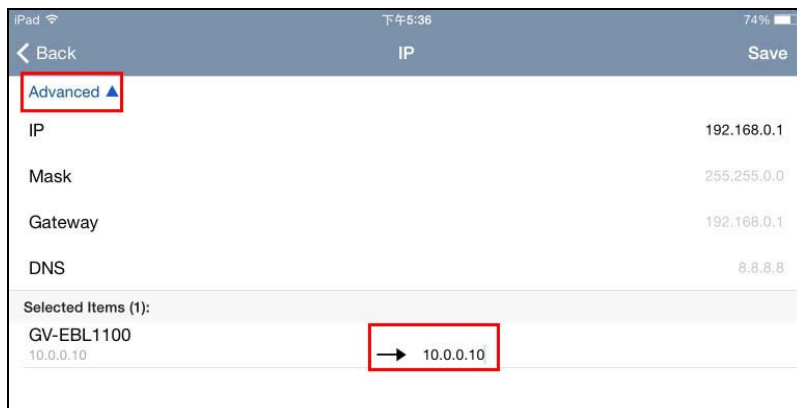 iPad 下午5:36 74%
Back IP Save
Advanced ▲
IP 192.168.0.1
Mask 255.255.0.0
Gateway 192.168.0.1
DNS 8.8.8.8
Selected Items (1):
GV-EBL1100
10.0.0.10 → 10.0.0.10